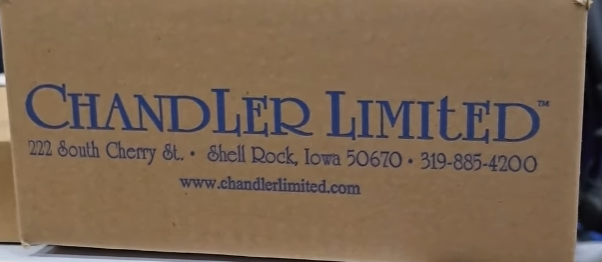 CHANDLER LIMITED™
222 South Cherry St. • Shell Rock, Iowa 50670 • 319-885-4200
www.chandlerlimited.com